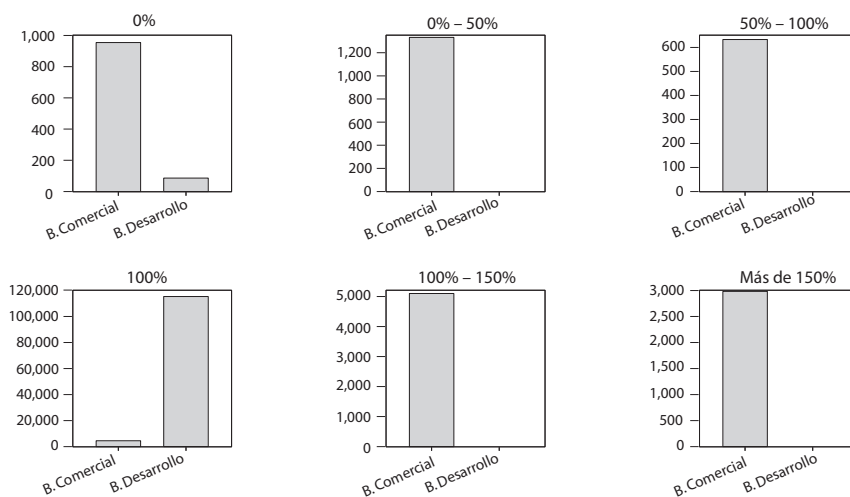 0%
1,000
800
600
400
200
0
B. Comercial
B. Desarrollo
0% – 50%
1,200
1,000
800
600
400
200
0
B. Comercial
B. Desarrollo
50% – 100%
600
500
400
300
200
100
0
B. Comercial
B. Desarrollo
100%
120,000
100,000
80,000
60,000
40,000
20,000
0
B. Comercial
B. Desarrollo
100% – 150%
5,000
4,000
3,000
2,000
1,000
0
B. Comercial
B. Desarrollo
Más de 150%
3,000
2,500
2,000
1,500
1,000
500
0
B. Comercial
B. Desarrollo